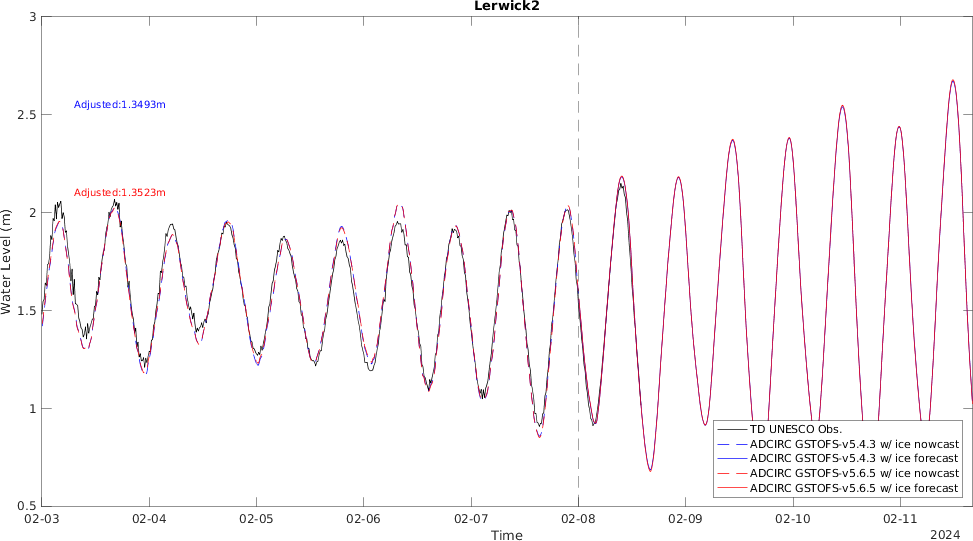 Lerwick2
3
2.5
2
1.5
1
0.5
Water Level (m)
Adjusted:1.3493m
Adjusted:1.3523m
TD UNESCO Obs.
ADCIRC GSTOFS-v5.4.3 w/ ice nowcast
ADCIRC GSTOFS-v5.4.3 w/ ice forecast
ADCIRC GSTOFS-v5.6.5 w/ ice nowcast
ADCIRC GSTOFS-v5.6.5 w/ ice forecast
02-03 02-04 02-05 02-06 02-07 02-08 02-09 02-10 02-11
Time
2024